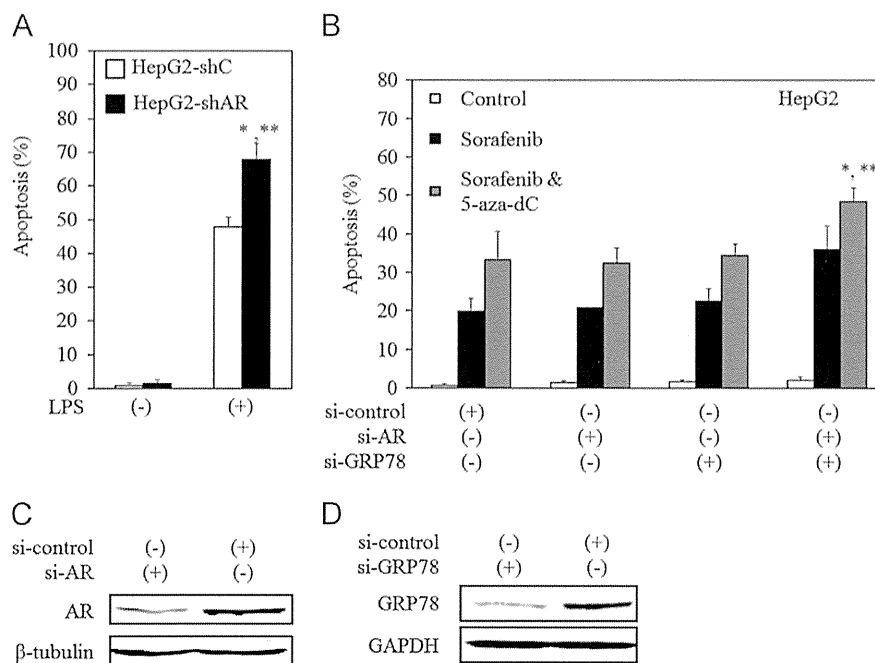 A
100
90
80
70
60
50
40
30
20
10
0
Apoptosis (%)
HepG2-shC
HepG2-shAR
*, **
LPS (-) (+)
B
80
70
60
50
40
30
20
10
0
Apoptosis (%)
Control
Sorafenib
Sorafenib &
5-aza-dC
HepG2
*, **
si-control (+) (-) (-) (-)
si-AR (-) (+) (-) (+)
si-GRP78 (-) (-) (+) (+)
C
si-control (-) (+)
si-AR (+) (-)
AR
β-tubulin
D
si-control (-) (+)
si-GRP78 (+) (-)
GRP78
GAPDH